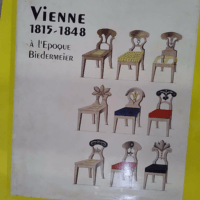 VIENNE
1815-1848
à l'Epoque
Biedermeier